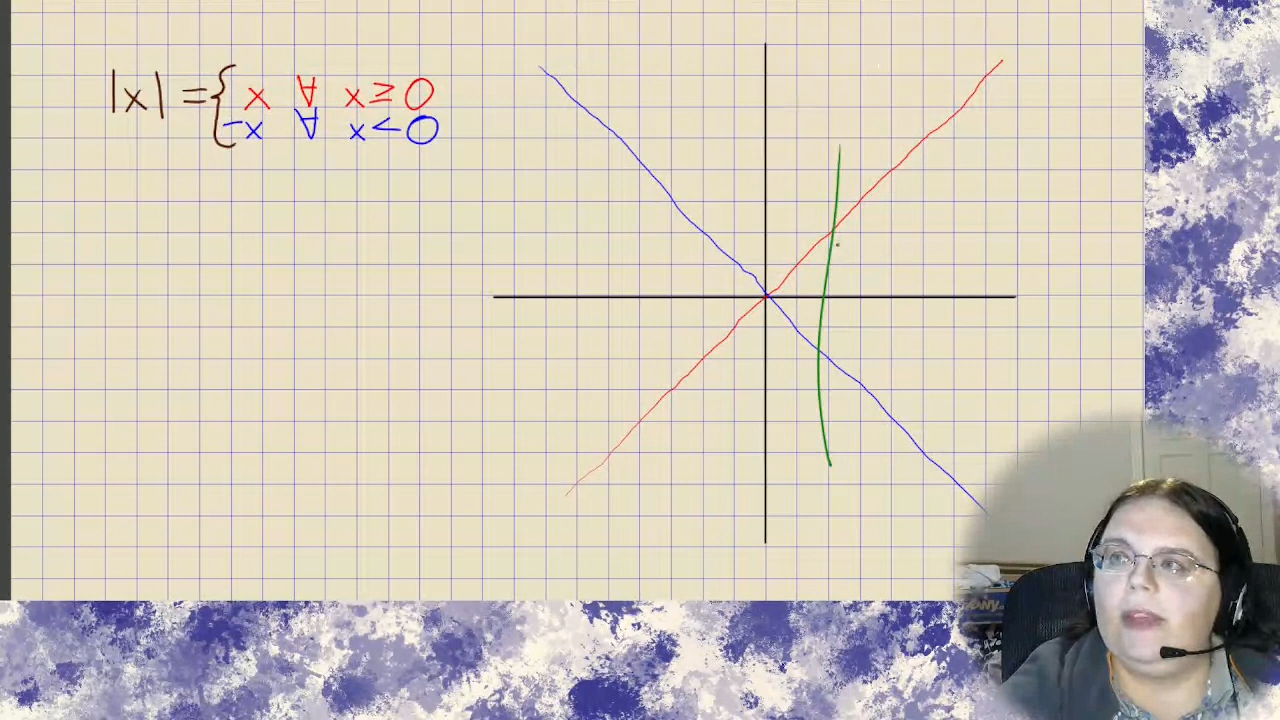 |x| = { x ∀ x ≥ 0
-x ∀ x < 0